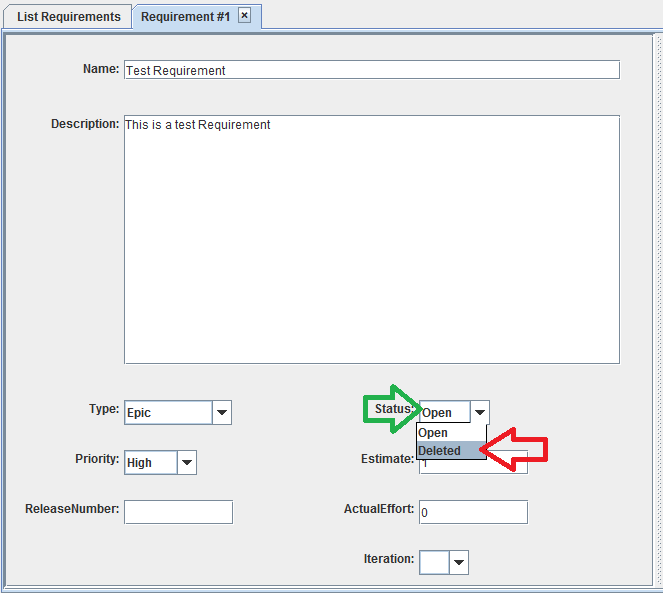 List Requirements
Requirement #1
Name: Test Requirement
Description: This is a test Requirement
Type: Epic
Status: Open
Open
Deleted
Priority: High
Estimate: 1
ReleaseNumber:
ActualEffort: 0
Iteration: